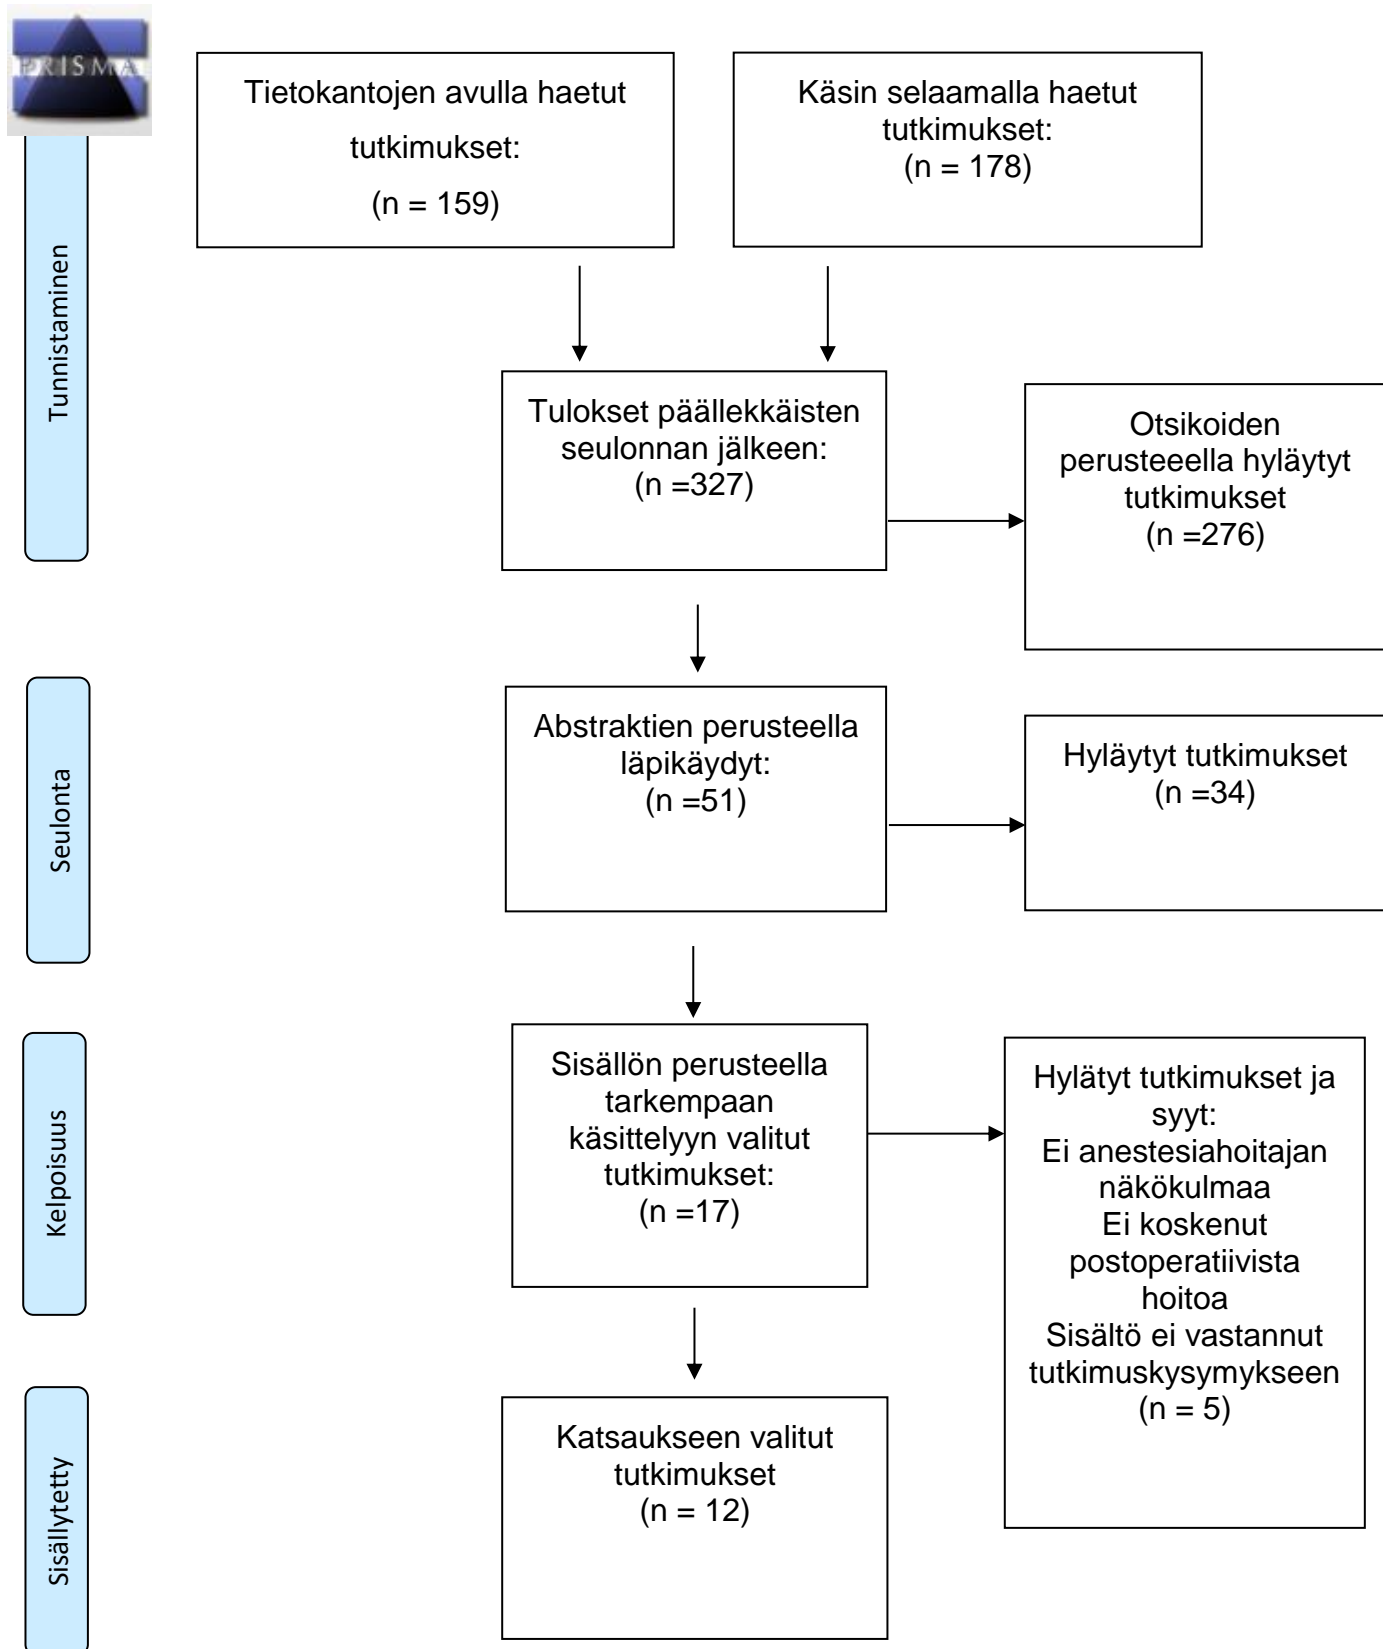 PRISMA
Tietokantojen avulla haetut
tutkimukset:
(n = 159)
Käsin selaamalla haetut
tutkimukset:
(n = 178)
Tunnistaminen
Tulokset päällekkäisten
seulonnan jälkeen:
(n =327)
Otsikoiden
perusteeella hyläytyt
tutkimukset
(n =276)
Seulonta
Abstraktien perusteella
läpikäydyt:
(n =51)
Hyläytyt tutkimukset
(n =34)
Kelpoisuus
Sisällön perusteella
tarkempaan
käsittelyyn valitut
tutkimukset:
(n =17)
Hylätyt tutkimukset ja
syyt:
Ei anestesiahoitajan
näkökulmaa
Ei koskenut
postoperatiivista
hoitoa
Sisältö ei vastannut
tutkimuskysymykseen
(n = 5)
Sisällytetty
Katsaukseen valitut
tutkimukset
(n = 12)